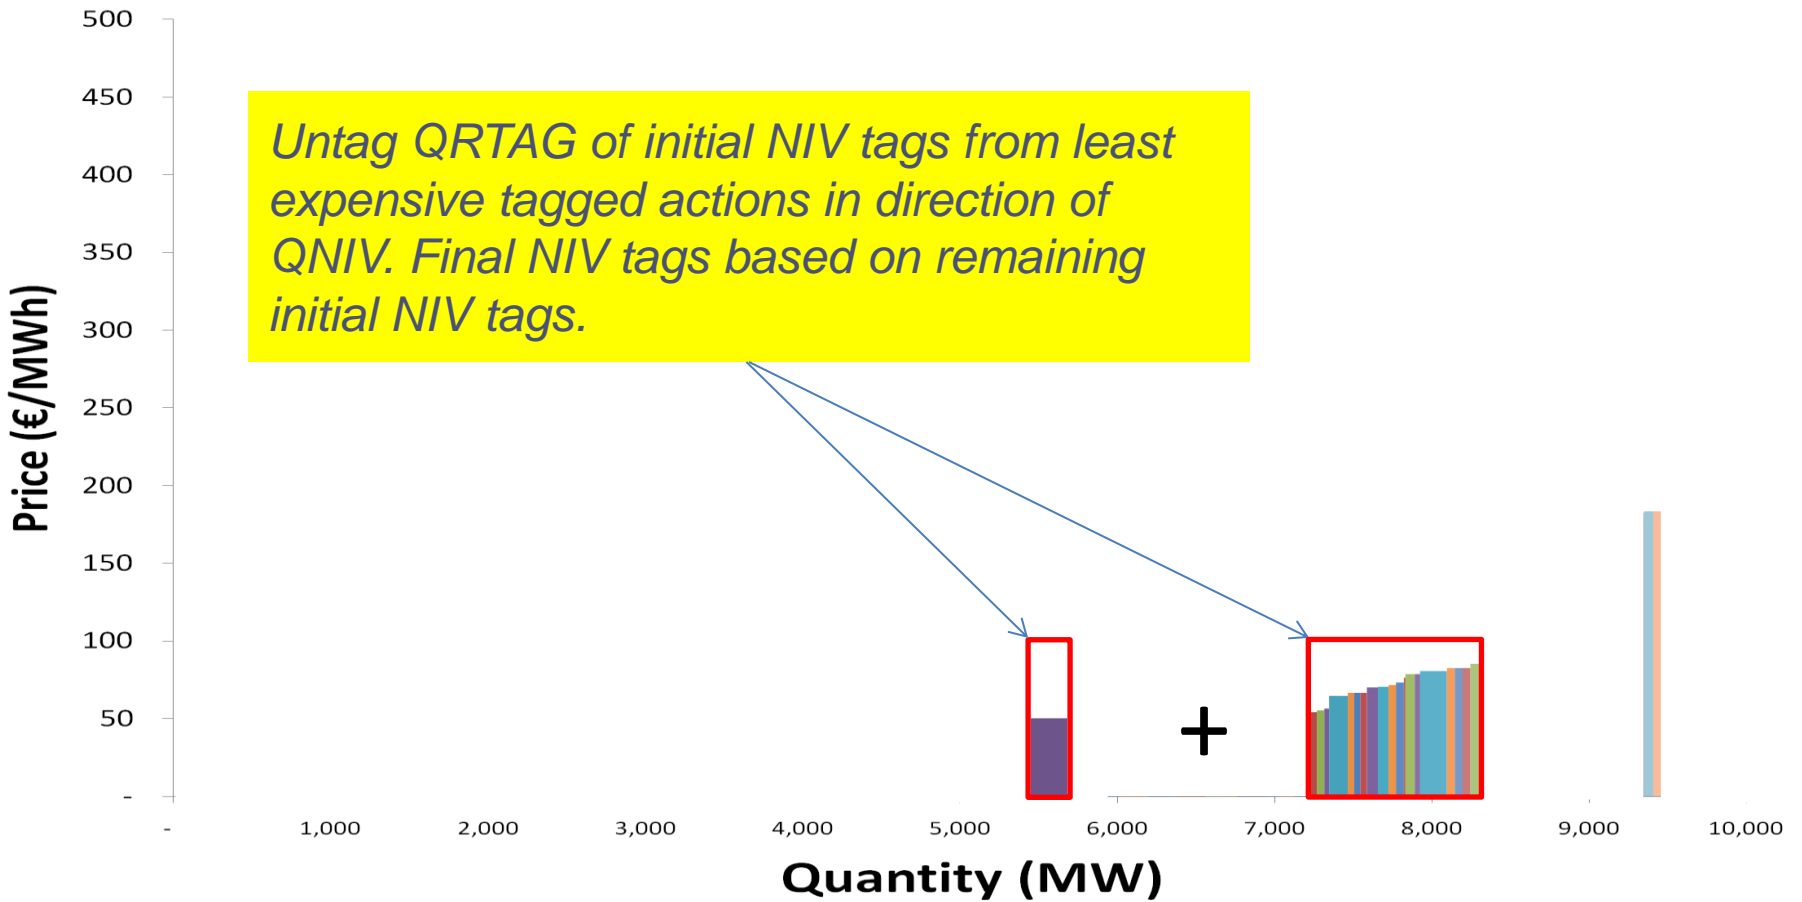 500
450
400
350
300
250
200
150
100
50
-
Price (€/MWh)
Untag QRTAG of initial NIV tags from least
expensive tagged actions in direction of
QNIV. Final NIV tags based on remaining
initial NIV tags.
+
- 1,000 2,000 3,000 4,000 5,000 6,000 7,000 8,000 9,000 10,000
Quantity (MW)